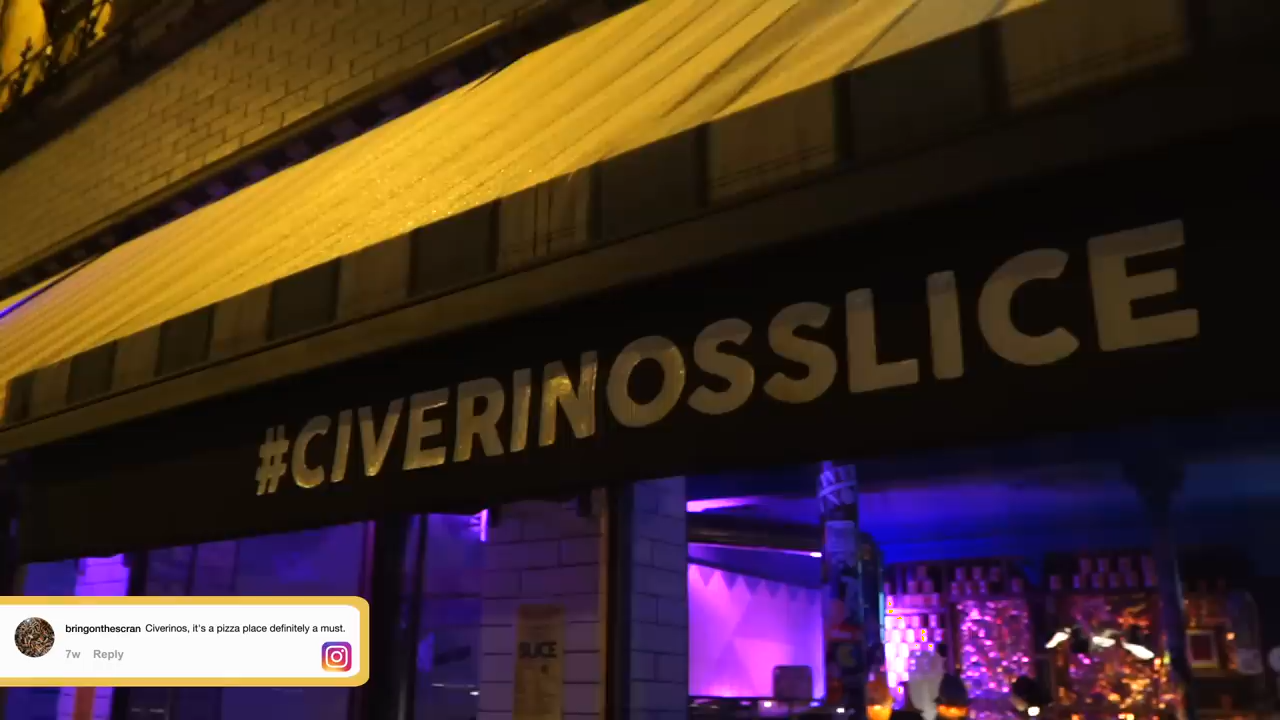 #CIVERINOSSLICE
SLICE
bringonthescran Civerinos, it's a pizza place definitely a must.
7w Reply